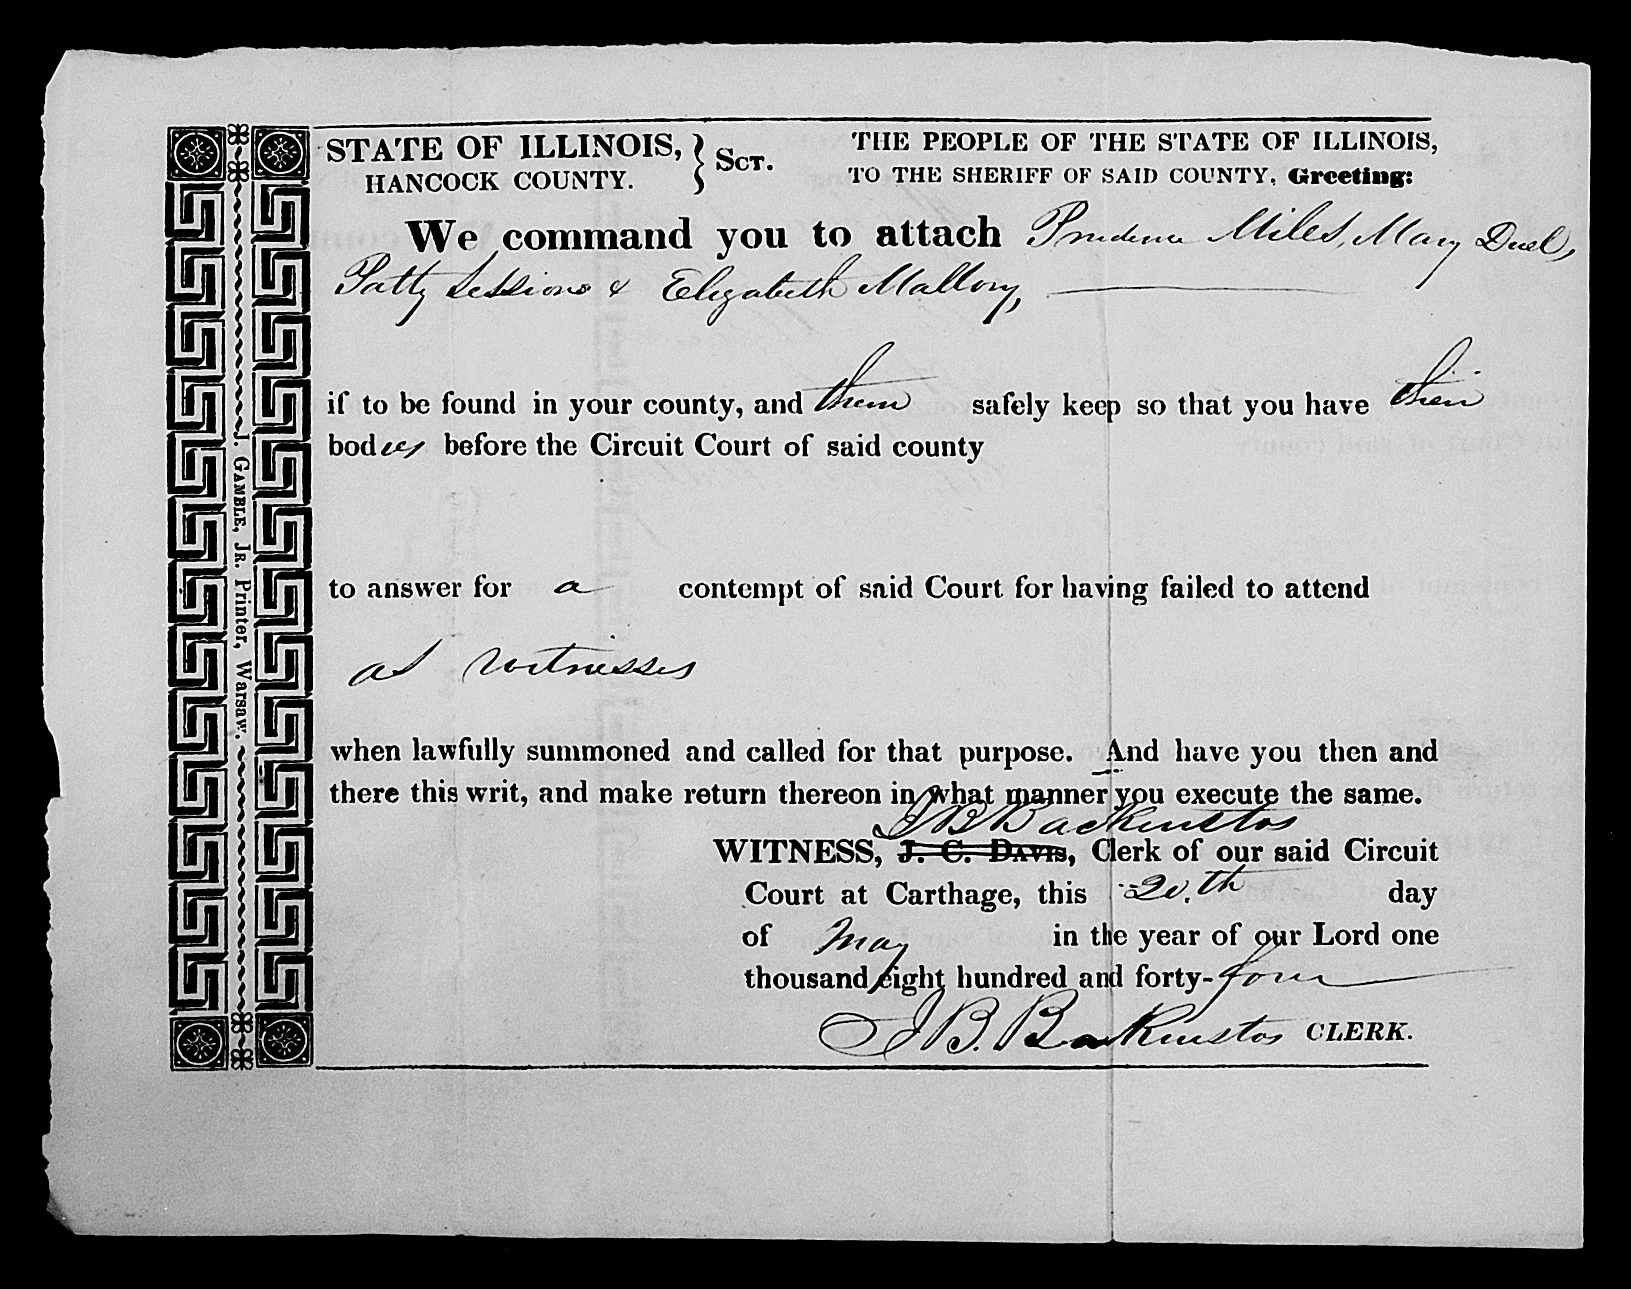 STATE OF ILLINOIS, } SCT.
HANCOCK COUNTY.
THE PEOPLE OF THE STATE OF ILLINOIS,
TO THE SHERIFF OF SAID COUNTY, Greeting:
We command you to attach Prudence Miles, Mary Duel,
Patty Sessions & Elizabeth Mallory,
if to be found in your county, and them safely keep so that you have their
bodies before the Circuit Court of said county
to answer for a contempt of said Court for having failed to attend
as witnesses
when lawfully summoned and called for that purpose. And have you then and
there this writ, and make return thereon in what manner you execute the same.
J B Backenstos
WITNESS, J. C. DAVIS, Clerk of our said Circuit
Court at Carthage, this 20th day
of May in the year of our Lord one
thousand eight hundred and forty-four
J B. Backenstos CLERK.
J. GAMBLE, JR. Printer, Warsaw.